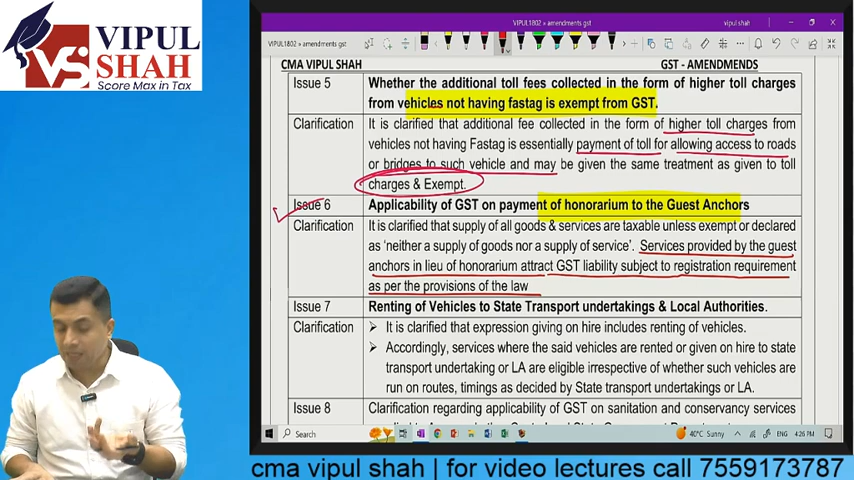 VIPUL
SHAH
Score Max in Tax
VS
VIPUL1802 » amendments gst
vipul shah
VIPUL1802 » amendments gst
CMA VIPUL SHAH
GST - AMENDMENDS
Issue 5
Whether the additional toll fees collected in the form of higher toll charges
from vehicles not having fastag is exempt from GST.
Clarification
It is clarified that additional fee collected in the form of higher toll charges from
vehicles not having Fastag is essentially payment of toll for allowing access to roads
or bridges to such vehicle and may be given the same treatment as given to toll
charges & Exempt.
Issue 6
Applicability of GST on payment of honorarium to the Guest Anchors
Clarification
It is clarified that supply of all goods & services are taxable unless exempt or declared
as 'neither a supply of goods nor a supply of service'. Services provided by the guest
anchors in lieu of honorarium attract GST liability subject to registration requirement
as per the provisions of the law
Issue 7
Renting of Vehicles to State Transport undertakings & Local Authorities.
Clarification
➤ It is clarified that expression giving on hire includes renting of vehicles.
➤ Accordingly, services where the said vehicles are rented or given on hire to state
transport undertaking or LA are eligible irrespective of whether such vehicles are
run on routes, timings as decided by State transport undertakings or LA.
Issue 8
Clarification regarding applicability of GST on sanitation and conservancy services
Search
40°C Sunny
ENG
4:26 PM
cma vipul shah | for video lectures call 7559173787